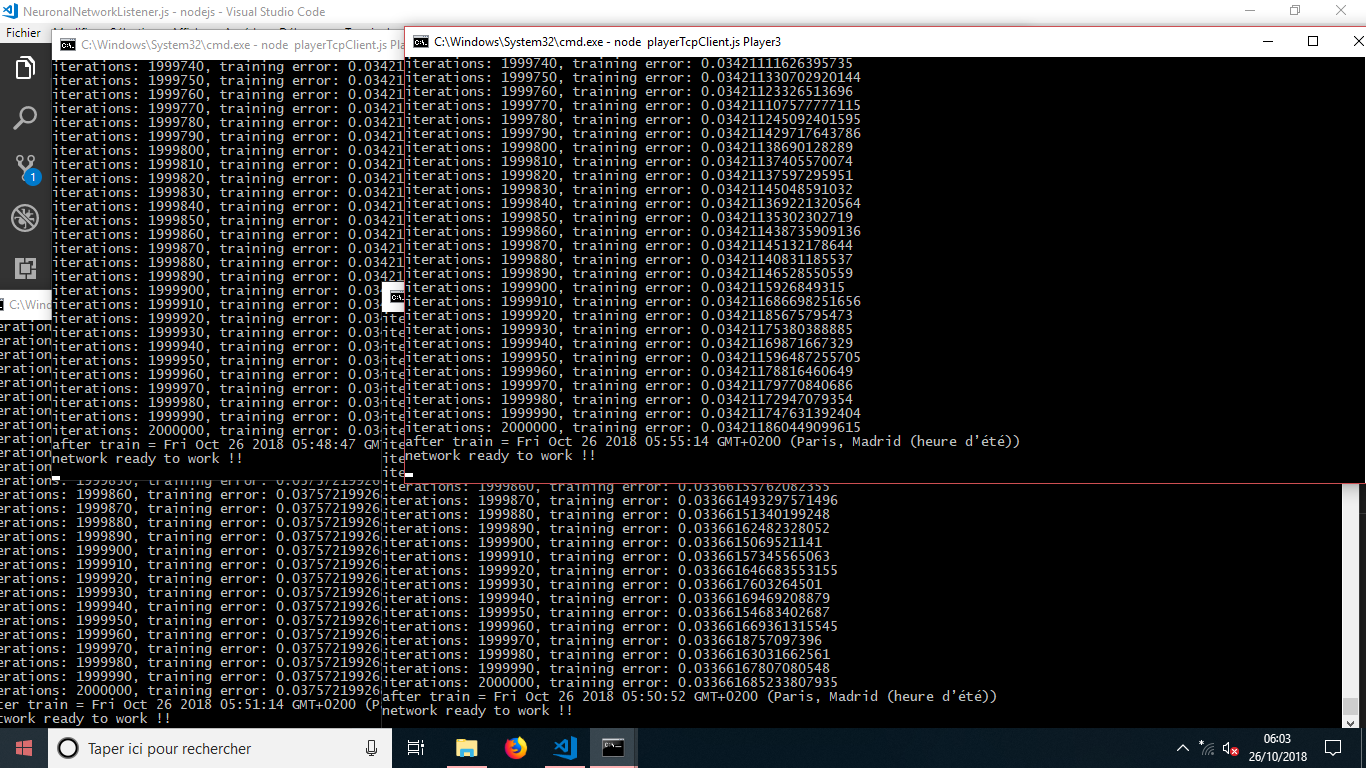 NeuronalNetworkListener.js - nodejs - Visual Studio Code
Fichier
C:\Windows\System32\cmd.exe - node playerTcpClient.js Pla
iterations: 1999740, training error: 0.03421
iterations: 1999750, training error: 0.03421
iterations: 1999760, training error: 0.03421
iterations: 1999770, training error: 0.03421
iterations: 1999780, training error: 0.03421
iterations: 1999790, training error: 0.03421
iterations: 1999800, training error: 0.03421
iterations: 1999810, training error: 0.03421
iterations: 1999820, training error: 0.03421
iterations: 1999830, training error: 0.03421
iterations: 1999840, training error: 0.03421
iterations: 1999850, training error: 0.03421
iterations: 1999860, training error: 0.03421
iterations: 1999870, training error: 0.03421
iterations: 1999880, training error: 0.03421
iterations: 1999890, training error: 0.03421
iterations: 1999900, training error: 0.03
iterations: 1999910, training error: 0.03
iterations: 1999920, training error: 0.03
iterations: 1999930, training error: 0.03
iterations: 1999940, training error: 0.03
iterations: 1999950, training error: 0.03
iterations: 1999960, training error: 0.03
iterations: 1999970, training error: 0.03
iterations: 1999980, training error: 0.03
iterations: 1999990, training error: 0.03
iterations: 2000000, training error: 0.03
after train = Fri Oct 26 2018 05:48:47 GM
network ready to work !!
C:\Windows\System32\cmd.exe - node playerTcpClient.js Player3
iterations: 1999740, training error: 0.03421111626395735
iterations: 1999750, training error: 0.034211330702920144
iterations: 1999760, training error: 0.03421123326513696
iterations: 1999770, training error: 0.03421107577777115
iterations: 1999780, training error: 0.034211245092401595
iterations: 1999790, training error: 0.034211429717643786
iterations: 1999800, training error: 0.03421138690128289
iterations: 1999810, training error: 0.03421137405570074
iterations: 1999820, training error: 0.03421137597295951
iterations: 1999830, training error: 0.03421145048591032
iterations: 1999840, training error: 0.034211369221320564
iterations: 1999850, training error: 0.03421135302302719
iterations: 1999860, training error: 0.034211438735909136
iterations: 1999870, training error: 0.03421145132178644
iterations: 1999880, training error: 0.03421140831185537
iterations: 1999890, training error: 0.03421146528550559
iterations: 1999900, training error: 0.0342115926849315
iterations: 1999910, training error: 0.034211686698251656
iterations: 1999920, training error: 0.03421185675795473
iterations: 1999930, training error: 0.03421175380388885
iterations: 1999940, training error: 0.03421169871667329
iterations: 1999950, training error: 0.034211596487255705
iterations: 1999960, training error: 0.03421178816460649
iterations: 1999970, training error: 0.03421179770840686
iterations: 1999980, training error: 0.03421172947079354
iterations: 1999990, training error: 0.034211747631392404
iterations: 2000000, training error: 0.034211860449099615
after train = Fri Oct 26 2018 05:55:14 GMT+0200 (Paris, Madrid (heure d'été))
network ready to work !!
1
C:\Wind
erations: 1999860, training error: 0.03757219926
erations: 1999870, training error: 0.03757219926
erations: 1999880, training error: 0.03757219926
erations: 1999890, training error: 0.03757219926
erations: 1999900, training error: 0.03757219926
erations: 1999910, training error: 0.03757219926
erations: 1999920, training error: 0.03757219926
erations: 1999930, training error: 0.03757219926
erations: 1999940, training error: 0.03757219926
erations: 1999950, training error: 0.03757219926
erations: 1999960, training error: 0.03757219926
erations: 1999970, training error: 0.03757219926
erations: 1999980, training error: 0.03757219926
erations: 1999990, training error: 0.03757219926
erations: 2000000, training error: 0.03757219926
ter train = Fri Oct 26 2018 05:51:14 GMT+0200 (P
twork ready to work !!
iterations: 1999860, training error: 0.03366155762082355
iterations: 1999870, training error: 0.033661493297571496
iterations: 1999880, training error: 0.03366151340199248
iterations: 1999890, training error: 0.03366162482328052
iterations: 1999900, training error: 0.0336615069521141
iterations: 1999910, training error: 0.03366157345565063
iterations: 1999920, training error: 0.033661646683553155
iterations: 1999930, training error: 0.0336617603264501
iterations: 1999940, training error: 0.03366169469208879
iterations: 1999950, training error: 0.03366154683402687
iterations: 1999960, training error: 0.033661669361315545
iterations: 1999970, training error: 0.0336618757097396
iterations: 1999980, training error: 0.03366163031662561
iterations: 1999990, training error: 0.03366167807080548
iterations: 2000000, training error: 0.033661685233807935
after train = Fri Oct 26 2018 05:50:52 GMT+0200 (Paris, Madrid (heure d'été))
network ready to work !!
Taper ici pour rechercher
06:03
26/10/2018